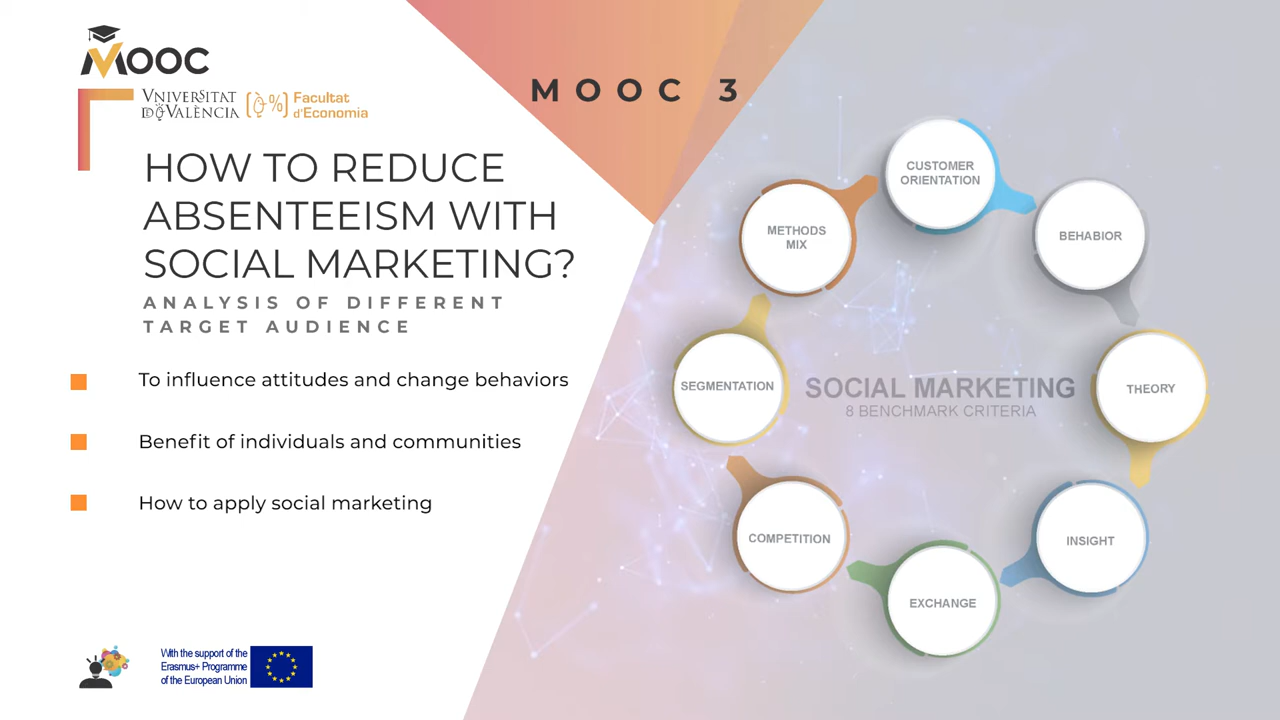 MOOC
VNIVERSITAT
DE VALÈNCIA
Facultat
d'Economia
MOOC 3
HOW TO REDUCE
ABSENTEEISM WITH
SOCIAL MARKETING?
ANALYSIS OF DIFFERENT
TARGET AUDIENCE
To influence attitudes and change behaviors
Benefit of individuals and communities
How to apply social marketing
CUSTOMER
ORIENTATION
BEHABIOR
THEORY
INSIGHT
EXCHANGE
COMPETITION
SEGMENTATION
METHODS
MIX
SOCIAL MARKETING
8 BENCHMARK CRITERIA
With the support of the
Erasmus+ Programme
of the European Union